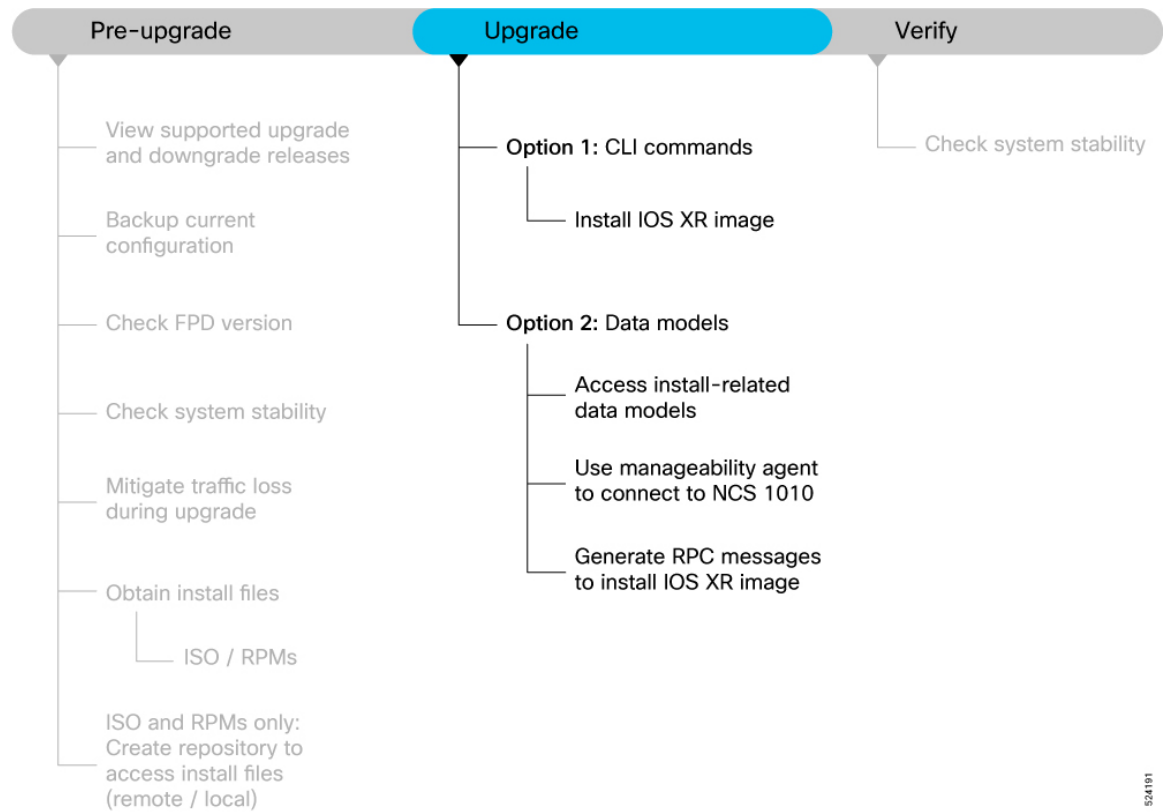 Pre-upgrade
Upgrade
Verify
View supported upgrade
and downgrade releases
Backup current
configuration
Check FPD version
Check system stability
Mitigate traffic loss
during upgrade
Obtain install files
ISO / RPMs
ISO and RPMs only:
Create repository to
access install files
(remote / local)
Option 1: CLI commands
Install IOS XR image
Option 2: Data models
Access install-related
data models
Use manageability agent
to connect to NCS 1010
Generate RPC messages
to install IOS XR image
Check system stability
524191